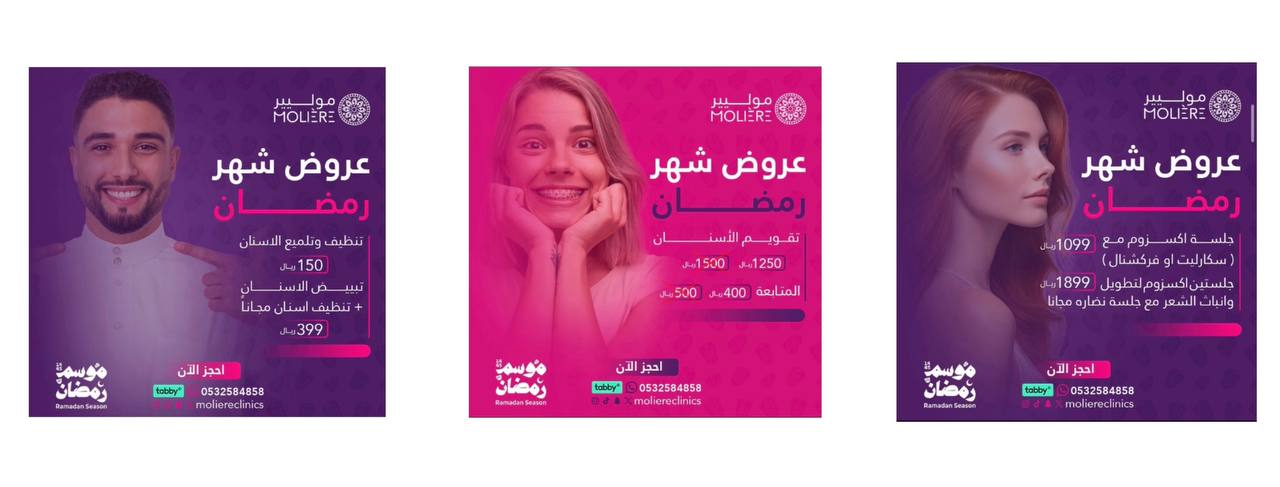 موليير
MOLIERE
عروض شهر
رمضان
تنظيف وتلميع الاسنان
150 ريال
تبييض الاسنان
+ تنظيف اسنان مجاناً
399 ريال
احجز الآن
tabby 0532584858
moliereclinics
موسم رمضان
Ramadan Season
موليير
MOLIERE
عروض شهر
رمضان
تقويم الأسنان
1250 ريال 1500 ريال
المتابعة 400 ريال 500 ريال
احجز الآن
tabby 0532584858
moliereclinics
موسم رمضان
Ramadan Season
موليير
MOLIERE
عروض شهر
رمضان
جلسة اكسزوم مع 1099 ريال
( سكارليت او فركشنال )
جلستين اكسزوم لتطويل 1899 ريال
وانبات الشعر مع جلسة نضاره مجانا
احجز الآن
tabby 0532584858
moliereclinics
موسم رمضان
Ramadan Season